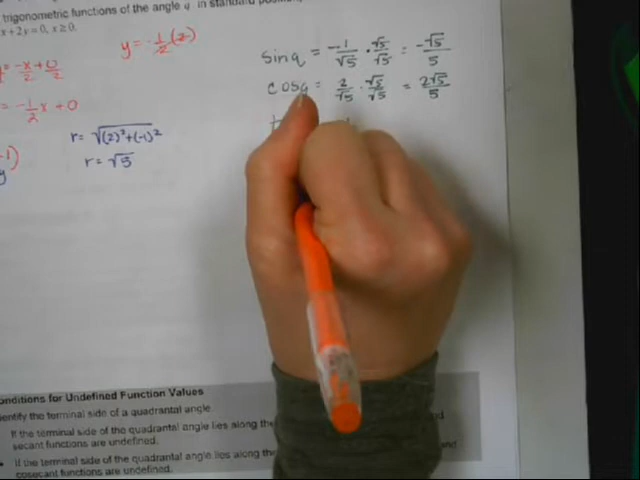 trigonometric functions of the angle q in standard position,
x+2y=0, x≥0.
y = -1/2(2)
= -x+0/2
= -1/2x + 0
-1)
y
r = √(2)²+(-1)²
r = √5
sinq = -1/√5 · √5/√5 = -√5/5
cosq = 2/√5 · √5/√5 = 2√5/5
onditions for Undefined Function Values
entify the terminal side of a quadrantal angle.
If the terminal side of the quadrantal angle lies along the
secant functions are undefined.
If the terminal side of the quadrantal angle lies along the
cosecant functions are undefined.